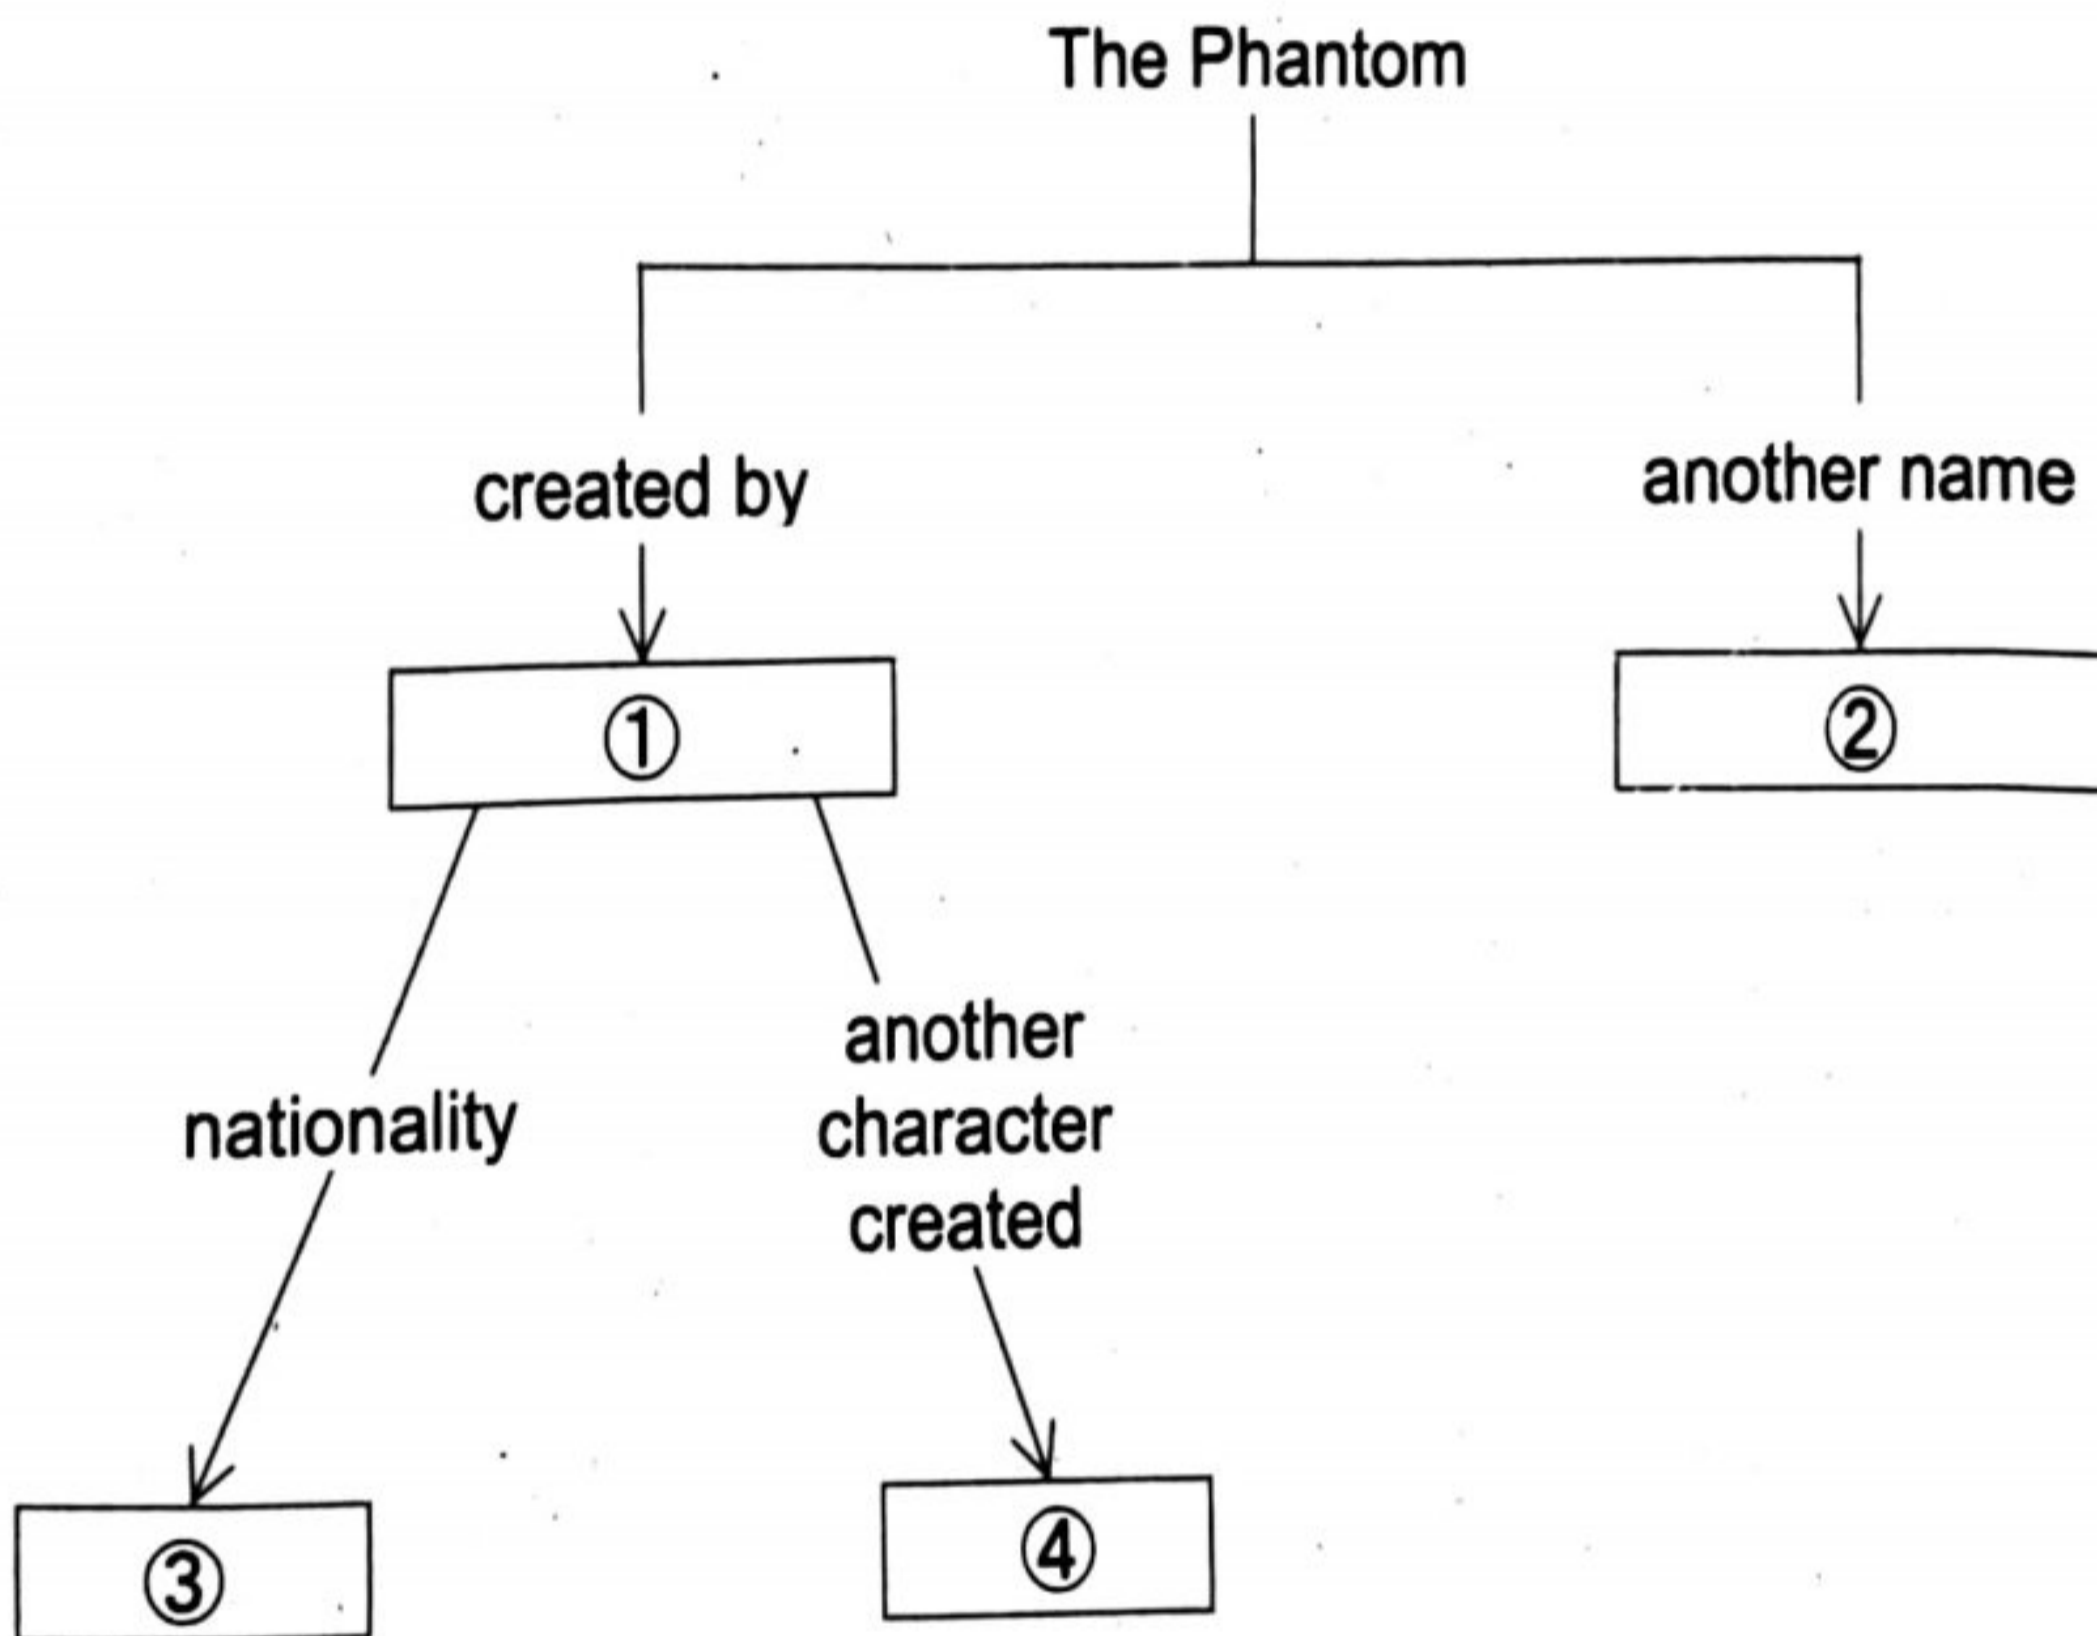 The Phantom
created by
another name
①
②
nationality
another
character
created
③
④